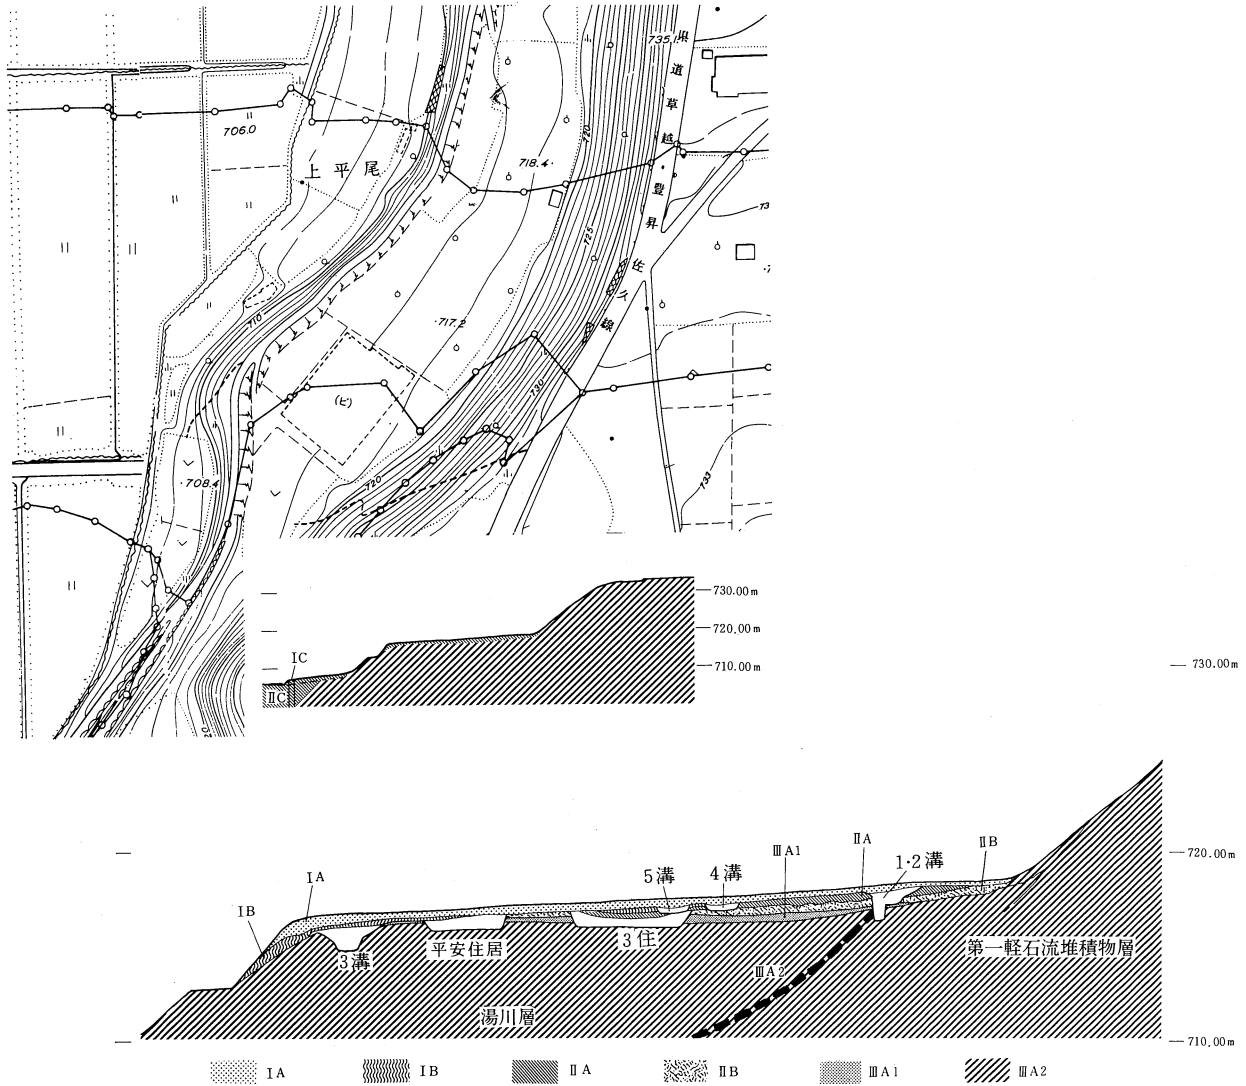 735.1
県道草越豊昇佐久線
706.0
上平尾
718.4
720
725
710
717.2
730
(ヒ)
720
708.4
733
730.00m
720.00m
710.00m
IC
IIC
730.00m
720.00m
IA
IB
5溝
4溝
IIIA1
IIA
1・2溝
IIB
3溝
平安住居
3住
IIIA2
第一軽石流堆積物層
湯川層
710.00m
IA
IB
IIA
IIB
IIIA1
IIIA2